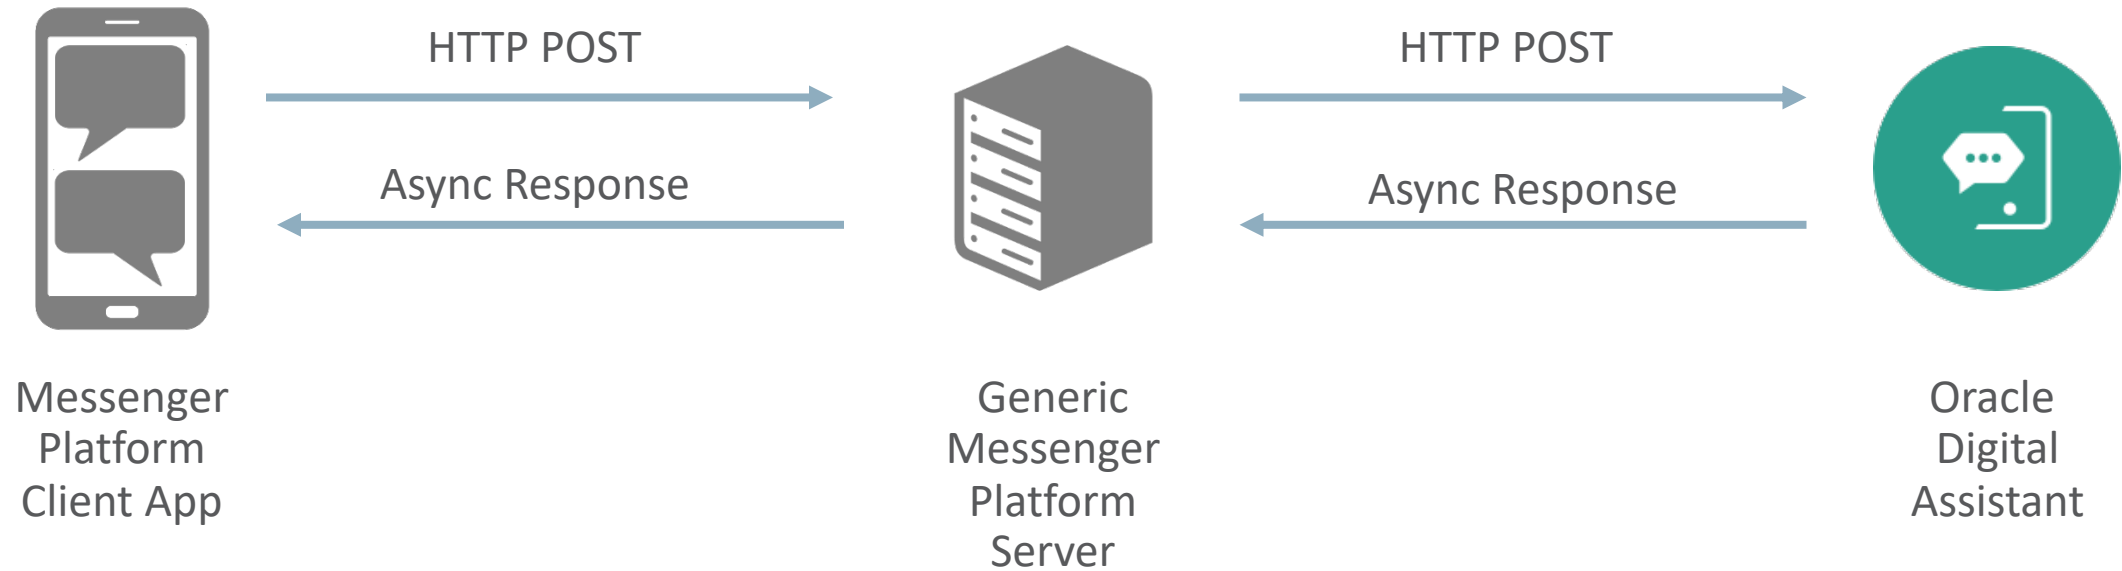 HTTP POST
HTTP POST
Async Response
Async Response
Messenger
Platform
Client App
Generic
Messenger
Platform
Server
Oracle
Digital
Assistant